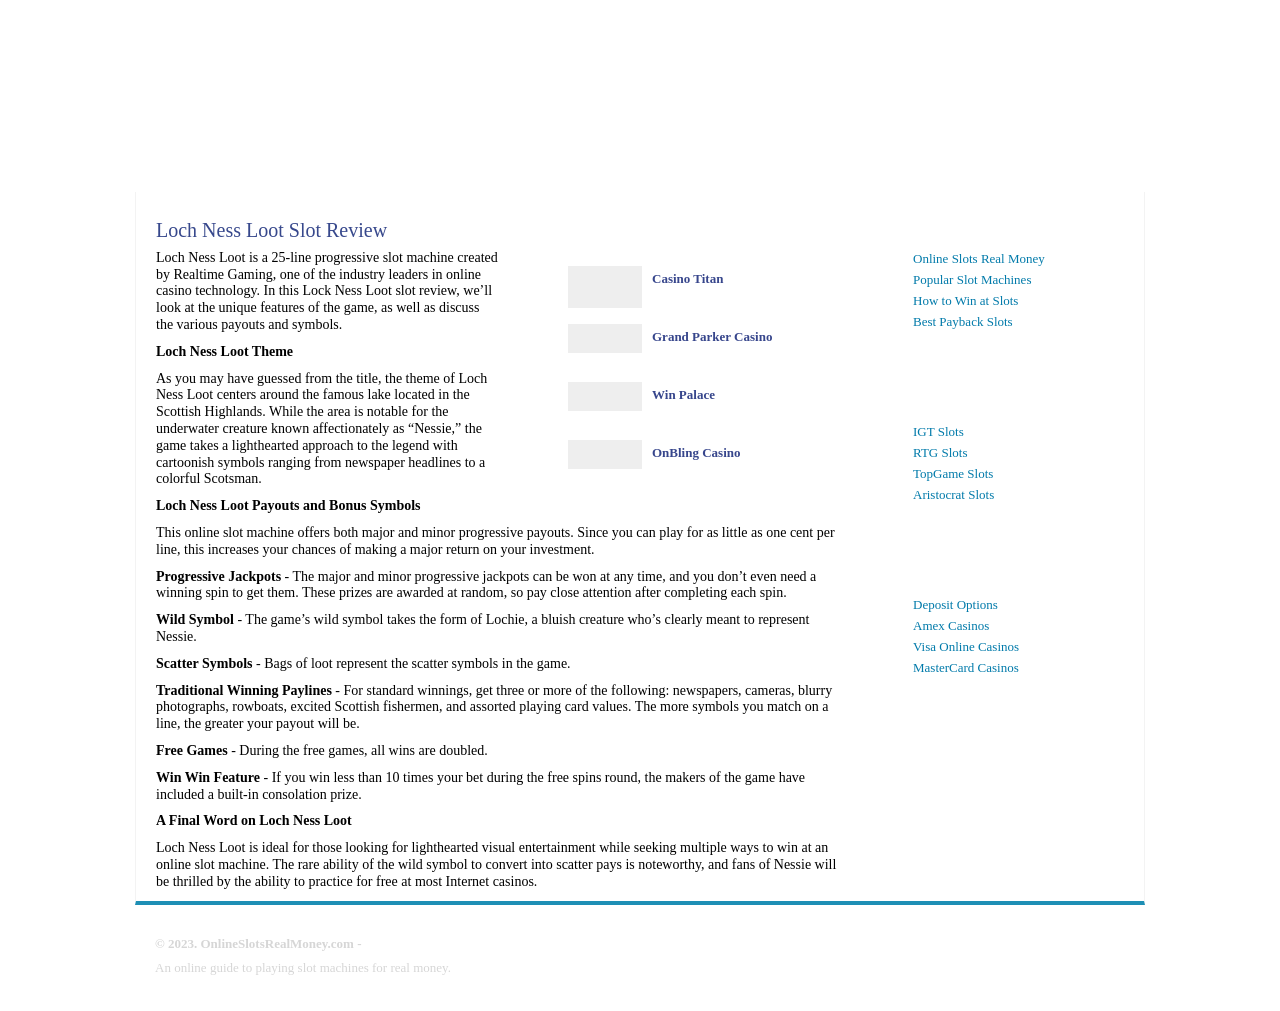 Loch Ness Loot Slot Review
Loch Ness Loot is a 25-line progressive slot machine created
by Realtime Gaming, one of the industry leaders in online
casino technology. In this Lock Ness Loot slot review, we’ll
look at the unique features of the game, as well as discuss
the various payouts and symbols.
Loch Ness Loot Theme
As you may have guessed from the title, the theme of Loch
Ness Loot centers around the famous lake located in the
Scottish Highlands. While the area is notable for the
underwater creature known affectionately as “Nessie,” the
game takes a lighthearted approach to the legend with
cartoonish symbols ranging from newspaper headlines to a
colorful Scotsman.
Loch Ness Loot Payouts and Bonus Symbols
This online slot machine offers both major and minor progressive payouts. Since you can play for as little as one cent per
line, this increases your chances of making a major return on your investment.
Progressive Jackpots - The major and minor progressive jackpots can be won at any time, and you don’t even need a
winning spin to get them. These prizes are awarded at random, so pay close attention after completing each spin.
Wild Symbol - The game’s wild symbol takes the form of Lochie, a bluish creature who’s clearly meant to represent
Nessie.
Scatter Symbols - Bags of loot represent the scatter symbols in the game.
Traditional Winning Paylines - For standard winnings, get three or more of the following: newspapers, cameras, blurry
photographs, rowboats, excited Scottish fishermen, and assorted playing card values. The more symbols you match on a
line, the greater your payout will be.
Free Games - During the free games, all wins are doubled.
Win Win Feature - If you win less than 10 times your bet during the free spins round, the makers of the game have
included a built-in consolation prize.
A Final Word on Loch Ness Loot
Loch Ness Loot is ideal for those looking for lighthearted visual entertainment while seeking multiple ways to win at an
online slot machine. The rare ability of the wild symbol to convert into scatter pays is noteworthy, and fans of Nessie will
be thrilled by the ability to practice for free at most Internet casinos.
Casino Titan
Grand Parker Casino
Win Palace
OnBling Casino
Online Slots Real Money
Popular Slot Machines
How to Win at Slots
Best Payback Slots
IGT Slots
RTG Slots
TopGame Slots
Aristocrat Slots
Deposit Options
Amex Casinos
Visa Online Casinos
MasterCard Casinos
© 2023. OnlineSlotsRealMoney.com -
An online guide to playing slot machines for real money.